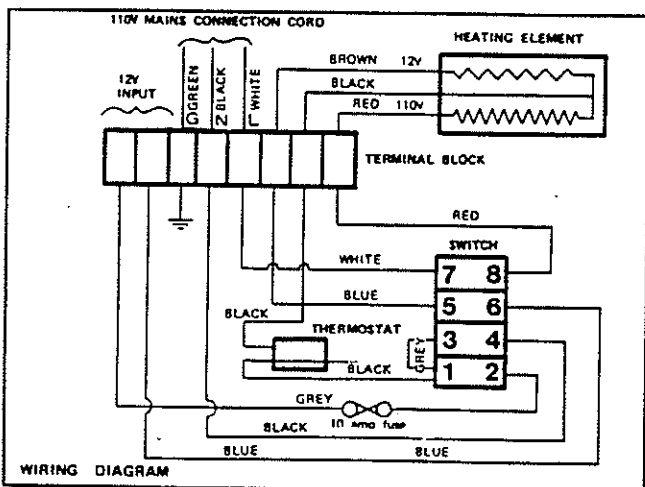 110V MAINS CONNECTION CORD
HEATING ELEMENT
BROWN 12V
BLACK
RED 110V
12V
INPUT
G GREEN
N BLACK
L WHITE
TERMINAL BLOCK
RED
SWITCH
WHITE
7 8
BLUE
5 6
BLACK
THERMOSTAT
GREY
3 4
BLACK
1 2
GREY
10 amp fuse
BLACK
BLUE
BLUE
WIRING DIAGRAM